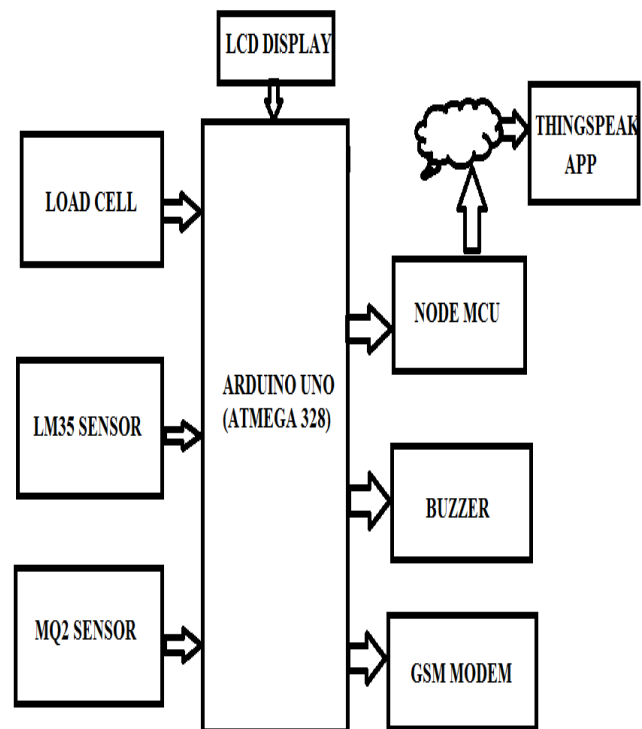 LCD DISPLAY
THINGSPEAK
APP
LOAD CELL
NODE MCU
ARDUINO UNO
(ATMEGA 328)
LM35 SENSOR
BUZZER
MQ2 SENSOR
GSM MODEM